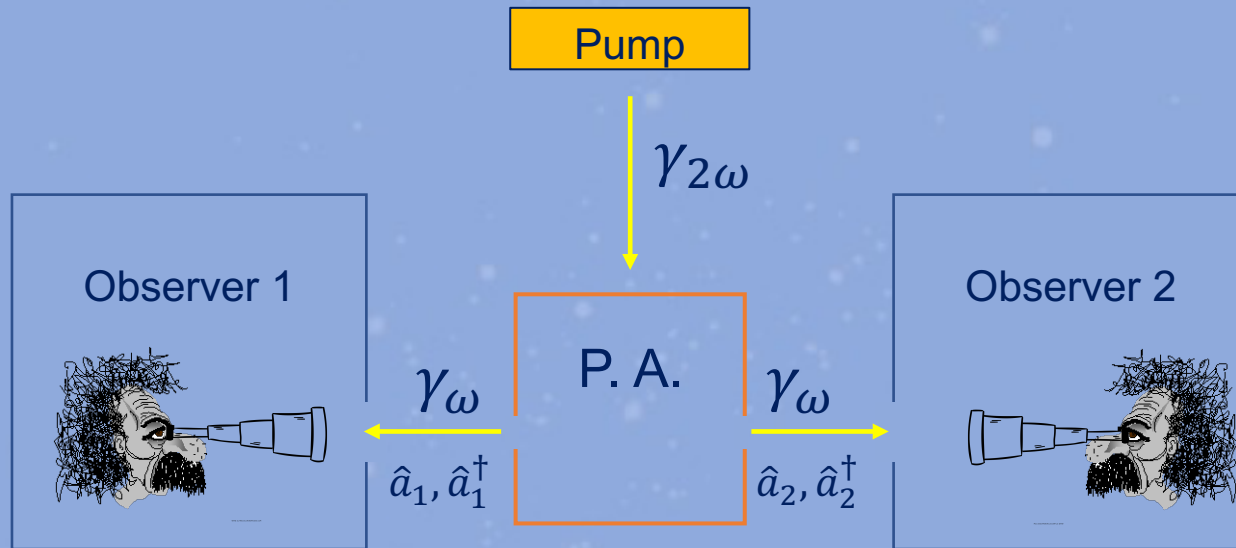 Pump
γ₂ω
Observer 1
Observer 2
P. A.
γω
γω
â₁, â₁†
â₂, â₂†